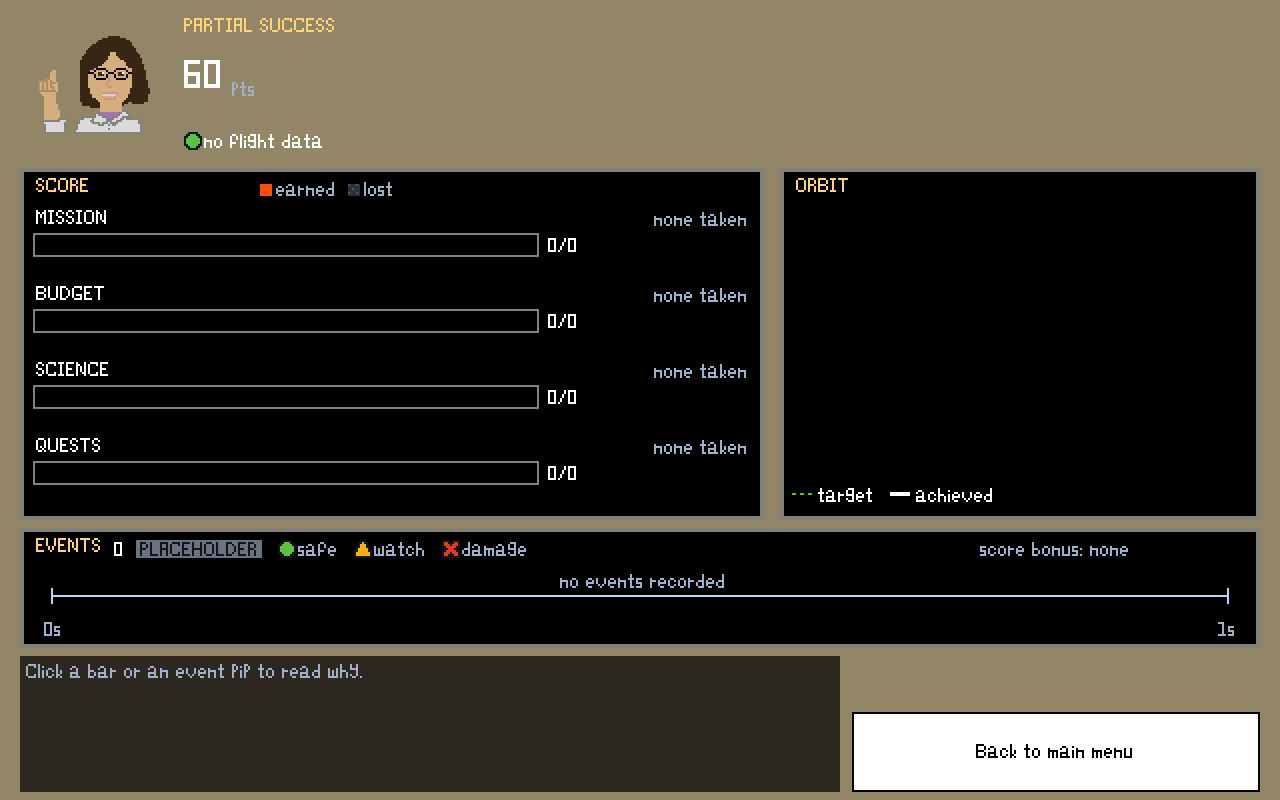 PARTIAL SUCCESS
60 Pts
no flight data
SCORE
earned lost
MISSION
none taken
0/0
BUDGET
none taken
0/0
SCIENCE
none taken
0/0
QUESTS
none taken
0/0
ORBIT
target achieved
EVENTS 0 PLACEHOLDER safe watch damage
score bonus: none
no events recorded
0s
1s
Click a bar or an event pip to read why.
Back to main menu